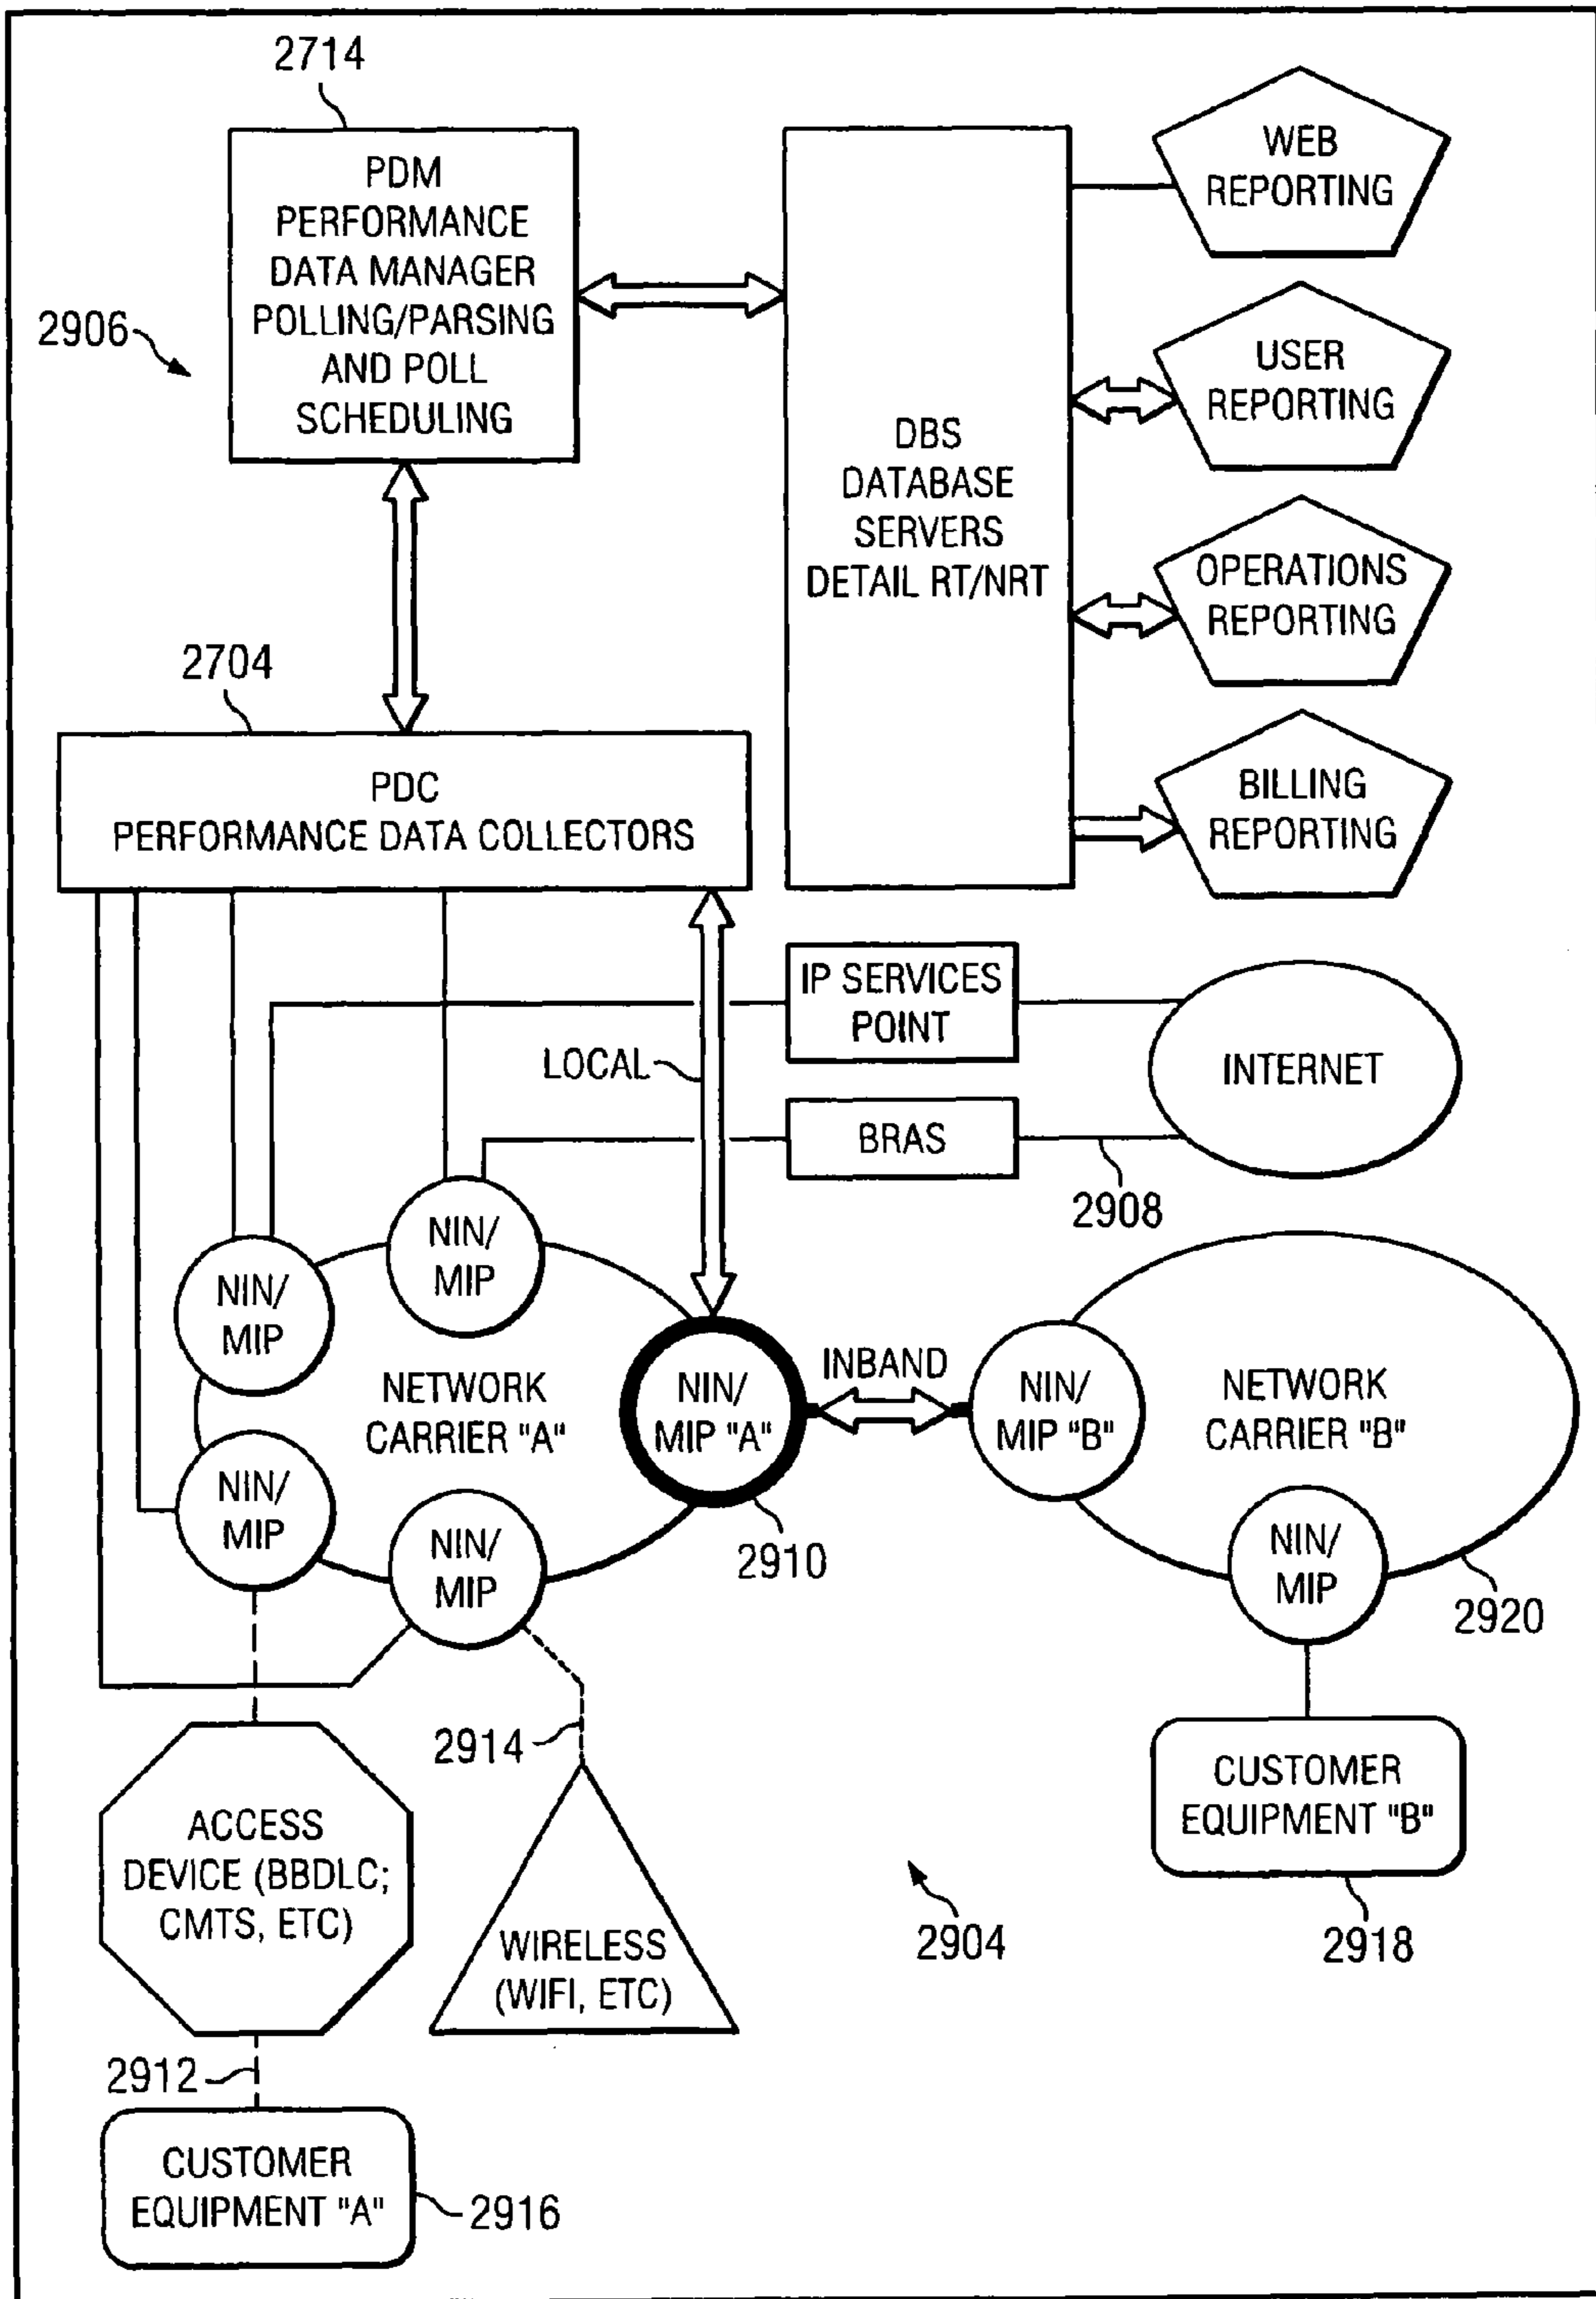 2714
PDM
PERFORMANCE
DATA MANAGER
POLLING/PARSING
AND POLL
SCHEDULING
2906
DBS
DATABASE
SERVERS
DETAIL RT/NRT
WEB
REPORTING
USER
REPORTING
OPERATIONS
REPORTING
BILLING
REPORTING
2704
PDC
PERFORMANCE DATA COLLECTORS
IP SERVICES
POINT
LOCAL
INTERNET
BRAS
2908
NIN/
MIP
NIN/
MIP
NETWORK
CARRIER "A"
NIN/
MIP "A"
INBAND
NIN/
MIP "B"
NETWORK
CARRIER "B"
NIN/
MIP
NIN/
MIP
2910
NIN/
MIP
2920
2914
ACCESS
DEVICE (BBDLC;
CMTS, ETC)
WIRELESS
(WIFI, ETC)
2904
CUSTOMER
EQUIPMENT "B"
2918
2912
CUSTOMER
EQUIPMENT "A"
2916